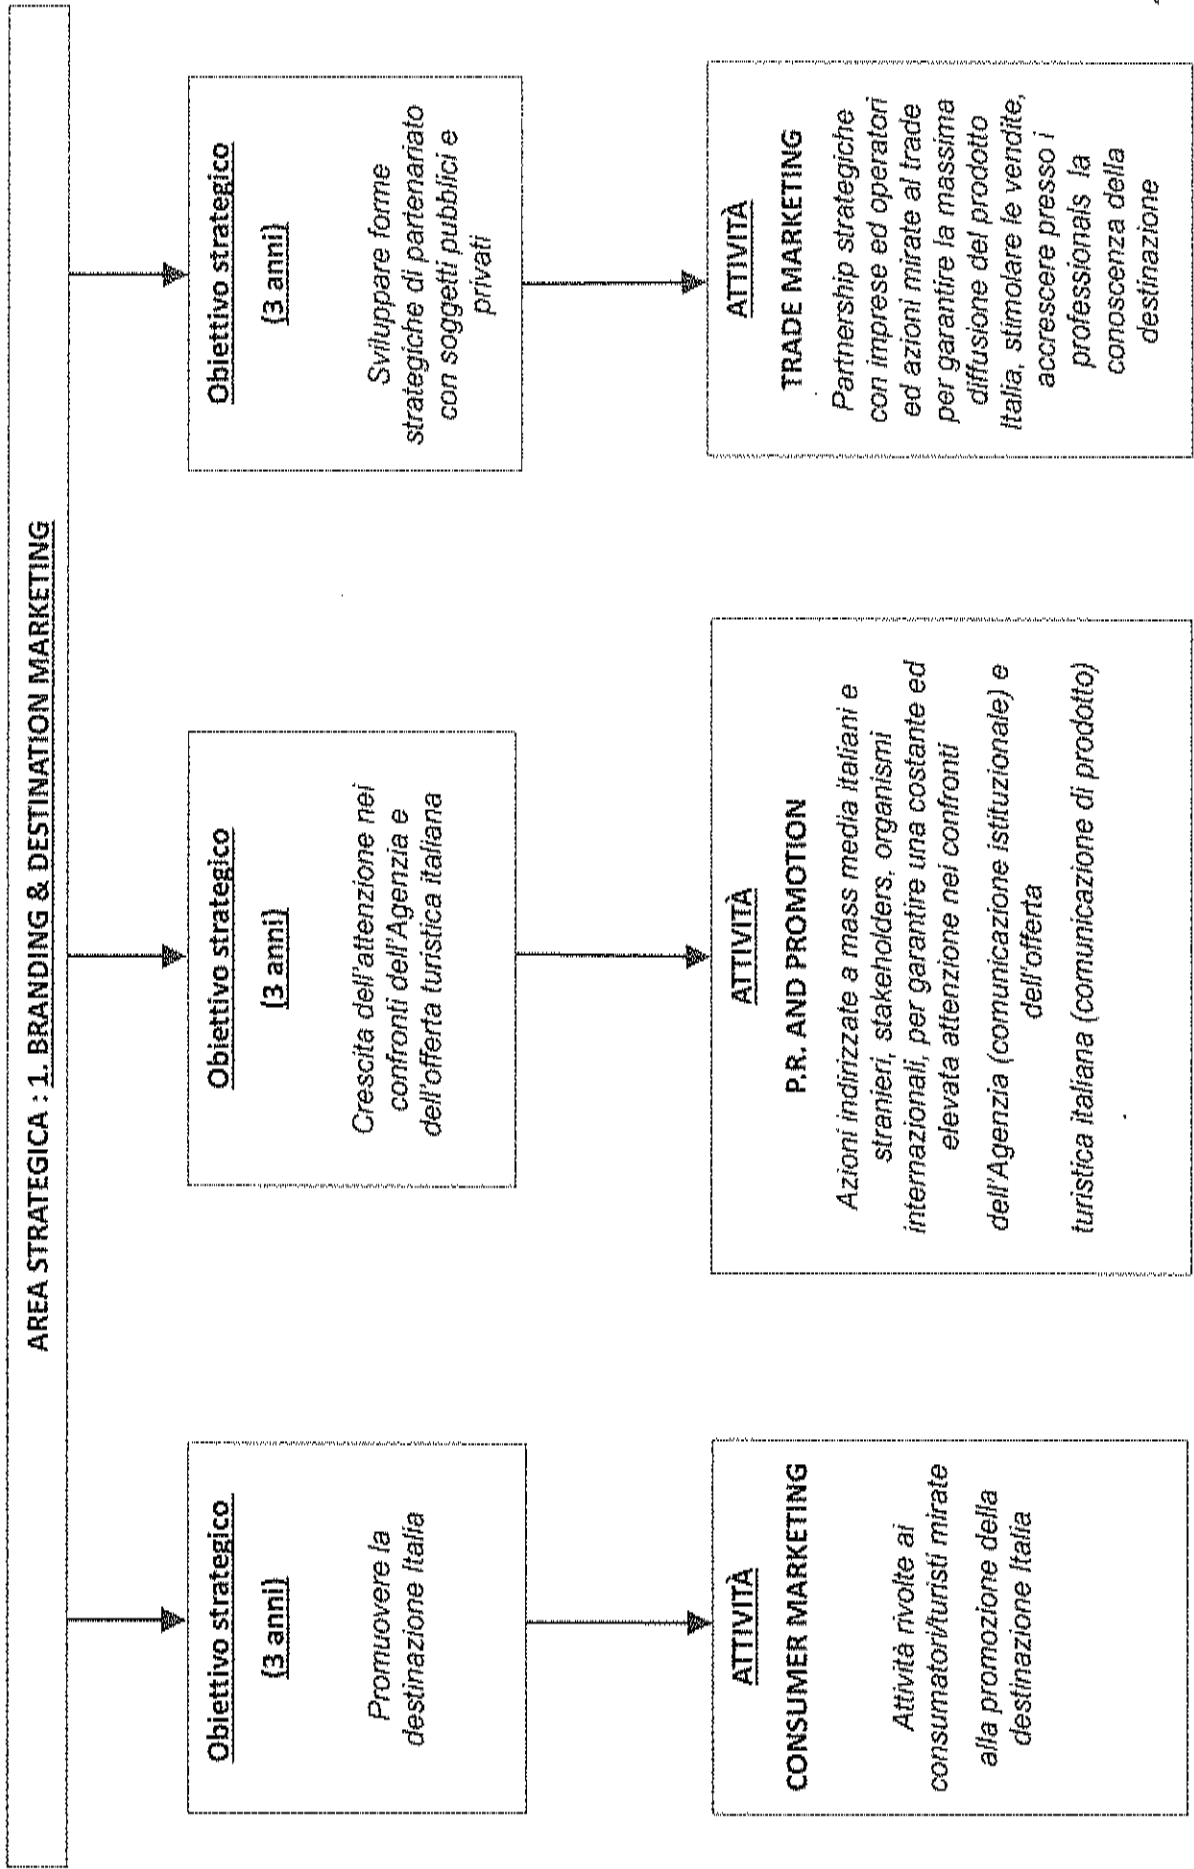 AREA STRATEGICA : 1. BRANDING & DESTINATION MARKETING
Obiettivo strategico
(3 anni)
Promuovere la
destinazione Italia
ATTIVITÀ
CONSUMER MARKETING
Attività rivolte ai
consumatori/turisti mirate
alla promozione della
destinazione Italia
Obiettivo strategico
(3 anni)
Crescita dell'attenzione nei
confronti dell'Agenzia e
dell'offerta turistica italiana
ATTIVITÀ
P.R. AND PROMOTION
Azioni indirizzate a mass media italiani e
stranieri, stakeholders, organismi
internazionali, per garantire una costante ed
elevata attenzione nei confronti
dell'Agenzia (comunicazione istituzionale) e
dell'offerta
turistica italiana (comunicazione di prodotto)
Obiettivo strategico
(3 anni)
Sviluppare forme
strategiche di partenariato
con soggetti pubblici e
privati
ATTIVITÀ
TRADE MARKETING
Partnership strategiche
con imprese ed operatori
ed azioni mirate al trade
per garantire la massima
diffusione del prodotto
Italia, stimolare le vendite,
accrescere presso i
professionals la
conoscenza della
destinazione